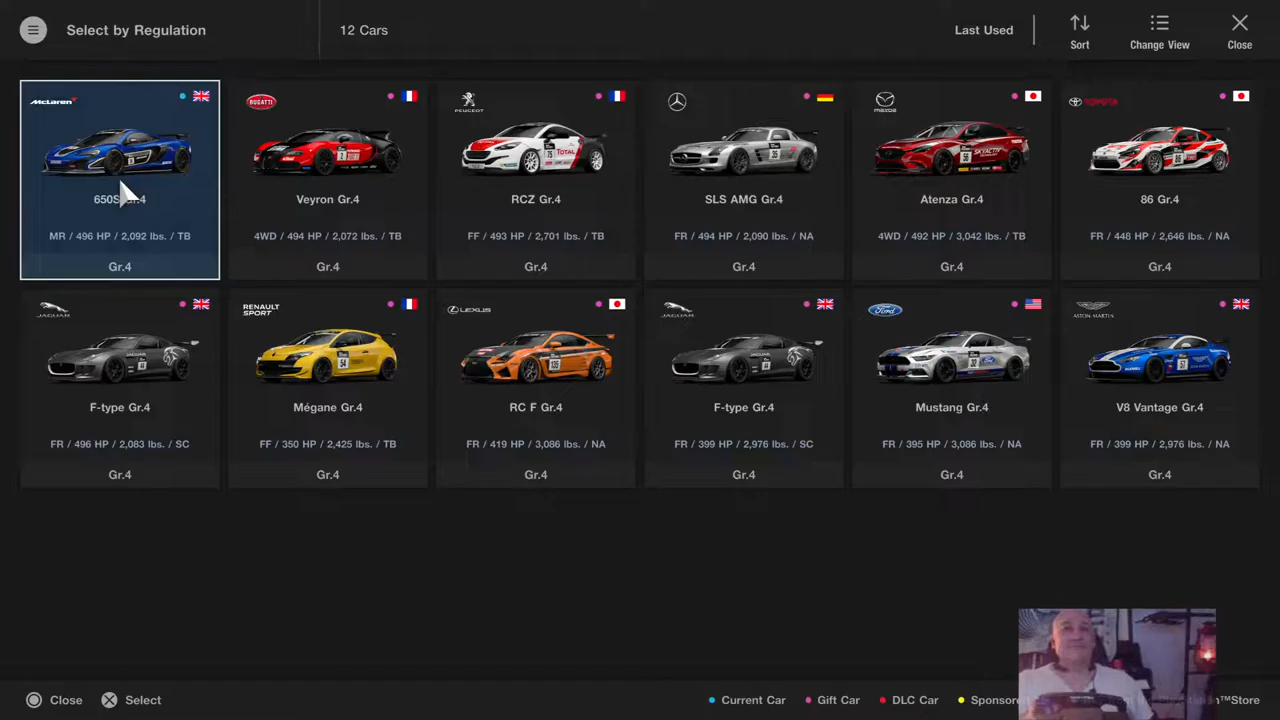 Select by Regulation
12 Cars
Last Used
Sort
Change View
Close
McLaren
BUGATTI
PEUGEOT
mazda
TOYOTA
650S Gr.4
Veyron Gr.4
RCZ Gr.4
SLS AMG Gr.4
Atenza Gr.4
86 Gr.4
MR / 496 HP / 2,092 lbs. / TB
4WD / 494 HP / 2,072 lbs. / TB
FF / 493 HP / 2,701 lbs. / TB
FR / 494 HP / 2,090 lbs. / NA
4WD / 492 HP / 3,042 lbs. / TB
FR / 448 HP / 2,646 lbs. / NA
Gr.4
Gr.4
Gr.4
Gr.4
Gr.4
Gr.4
JAGUAR
RENAULT SPORT
LEXUS
JAGUAR
Ford
ASTON MARTIN
F-type Gr.4
Mégane Gr.4
RC F Gr.4
F-type Gr.4
Mustang Gr.4
V8 Vantage Gr.4
FR / 496 HP / 2,083 lbs. / SC
FF / 350 HP / 2,425 lbs. / TB
FR / 419 HP / 3,086 lbs. / NA
FR / 399 HP / 2,976 lbs. / SC
FR / 395 HP / 3,086 lbs. / NA
FR / 399 HP / 2,976 lbs. / NA
Gr.4
Gr.4
Gr.4
Gr.4
Gr.4
Gr.4
Close
Select
Current Car
Gift Car
DLC Car
Store